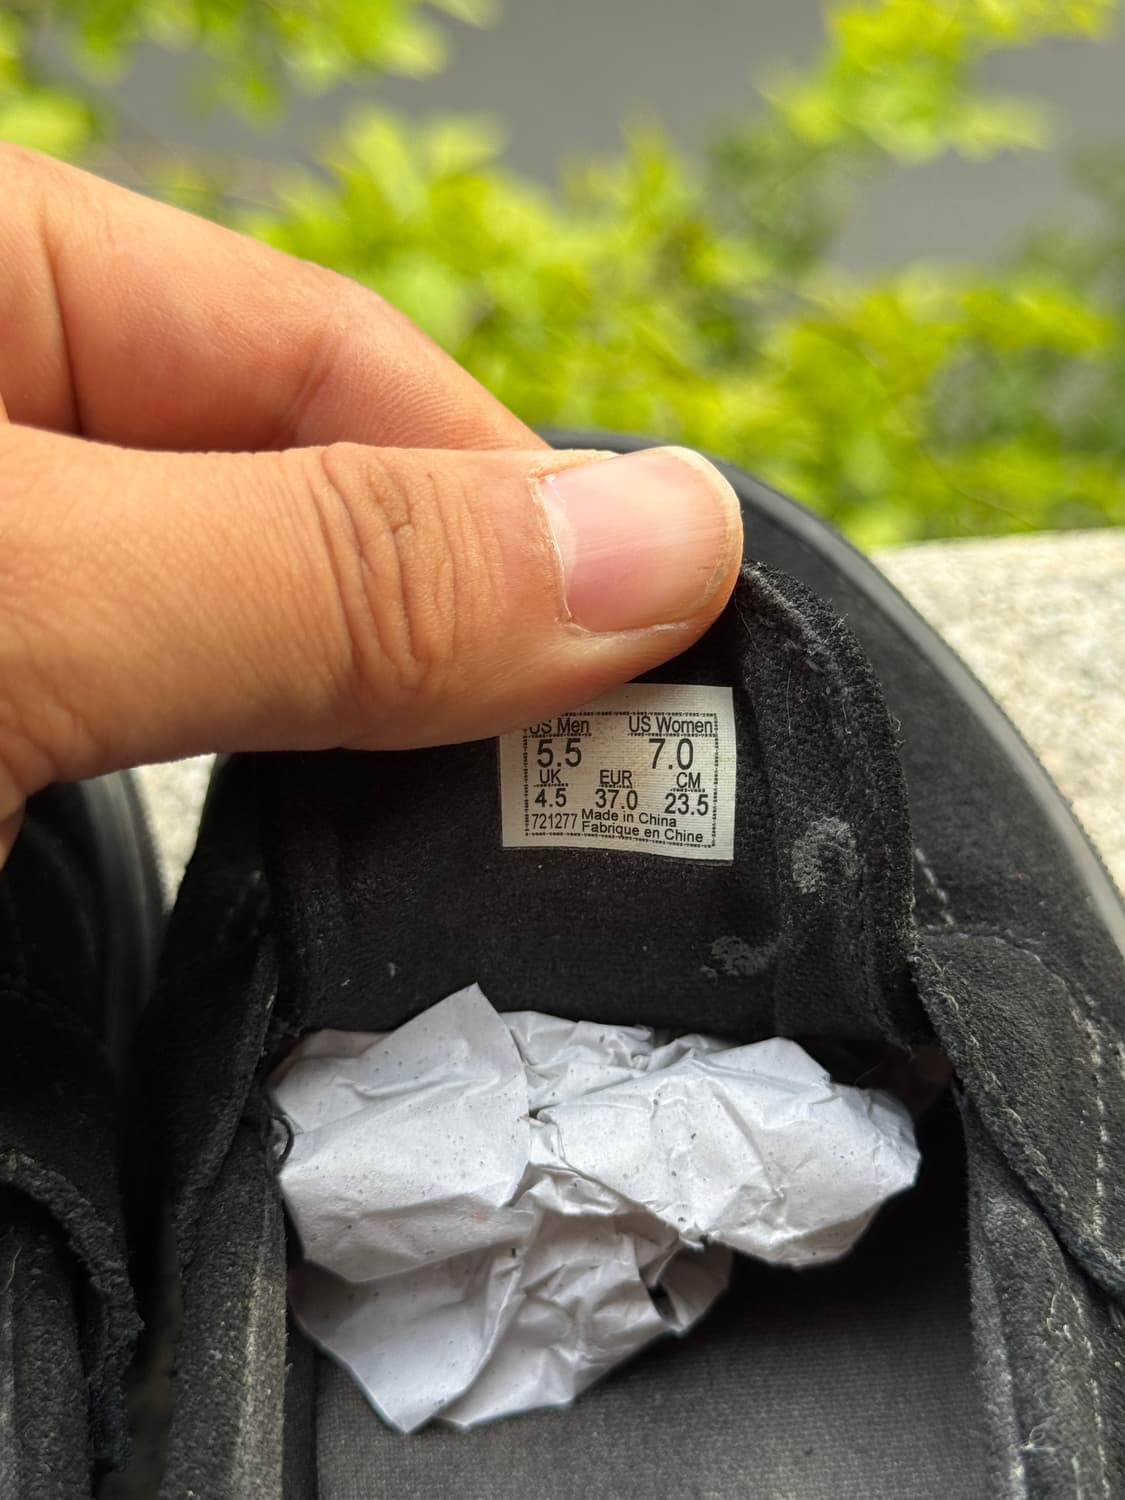 US Men US Women
5.5 7.0
UK EUR CM
4.5 37.0 23.5
721277 Made in China
Fabrique en Chine